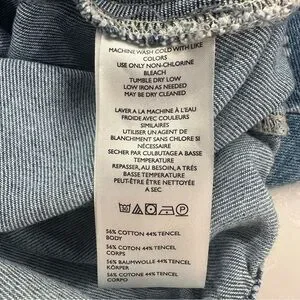 MACHINE WASH COLD WITH LIKE
COLORS
USE ONLY NON-CHLORINE
BLEACH
TUMBLE DRY LOW
LOW IRON AS NEEDED
MAY BE DRY CLEANED
LAVER A LA MACHINE À L'EAU
FROIDE AVEC COULEURS
SIMILAIRES
UTILISER UN AGENT DE
BLANCHIMENT SANS CHLORE SI
NÉCESSAIRE
SECHER PAR CULBUTAGE A BASSE
TEMPERATURE
REPASSER, AU BESOIN, A TRÈS
BASSE TEMPERATURE
PEUT-ÊTRE ÊTRE NETTOYÉE
A SEC
P
56% COTTON 44% TENCEL
BODY
56% COTON 44% TENCEL
CORPS
56% BAUMWOLLE 44% TENCEL
KÖRPER
56% COTONE 44% TENCEL
CORPO